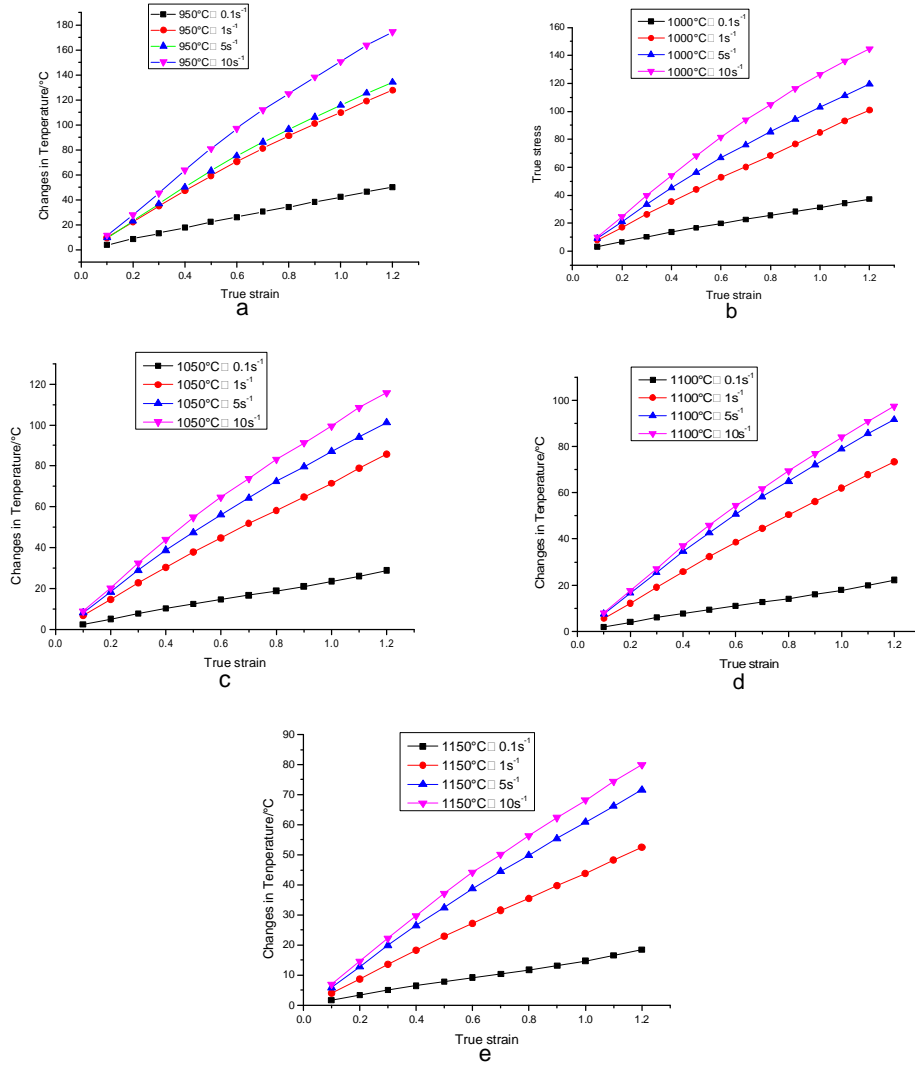 950°C□ 0.1s⁻¹
950°C□ 1s⁻¹
950°C□ 5s⁻¹
950°C□ 10s⁻¹
Changes in Tenperature/°C
180
160
140
120
100
80
60
40
20
0
0.0 0.2 0.4 0.6 0.8 1.0 1.2
True strain
a
1000°C□ 0.1s⁻¹
1000°C□ 1s⁻¹
1000°C□ 5s⁻¹
1000°C□ 10s⁻¹
True stress
160
140
120
100
80
60
40
20
0
0.0 0.2 0.4 0.6 0.8 1.0 1.2
True strain
b
1050°C□ 0.1s⁻¹
1050°C□ 1s⁻¹
1050°C□ 5s⁻¹
1050°C□ 10s⁻¹
Changes in Tenperature/°C
120
100
80
60
40
20
0
0.0 0.2 0.4 0.6 0.8 1.0 1.2
True strain
c
1100°C□ 0.1s⁻¹
1100°C□ 1s⁻¹
1100°C□ 5s⁻¹
1100°C□ 10s⁻¹
Changes in Tenperature/°C
100
80
60
40
20
0
0.0 0.2 0.4 0.6 0.8 1.0 1.2
True strain
d
1150°C□ 0.1s⁻¹
1150°C□ 1s⁻¹
1150°C□ 5s⁻¹
1150°C□ 10s⁻¹
Changes in Tenperature/°C
90
80
70
60
50
40
30
20
10
0
0.0 0.2 0.4 0.6 0.8 1.0 1.2
True strain
e